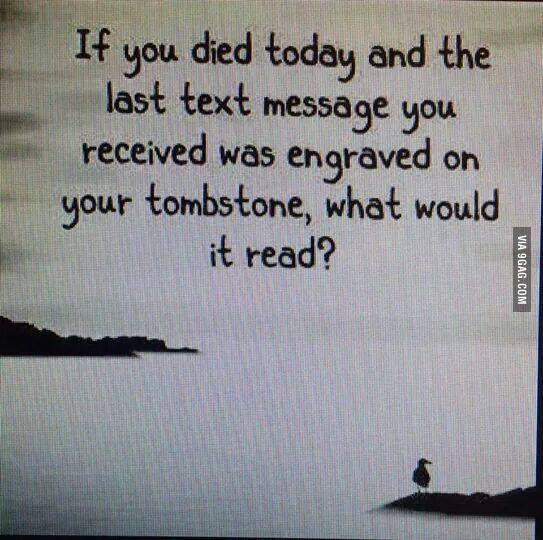 If you died today and the
last text message you
received was engraved on
your tombstone, what would
it read?
VIA 9GAG.COM